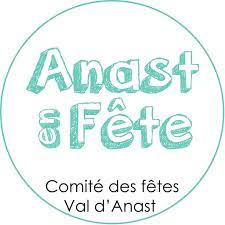 Anast
en Fête
Comité des fêtes
Val d'Anast